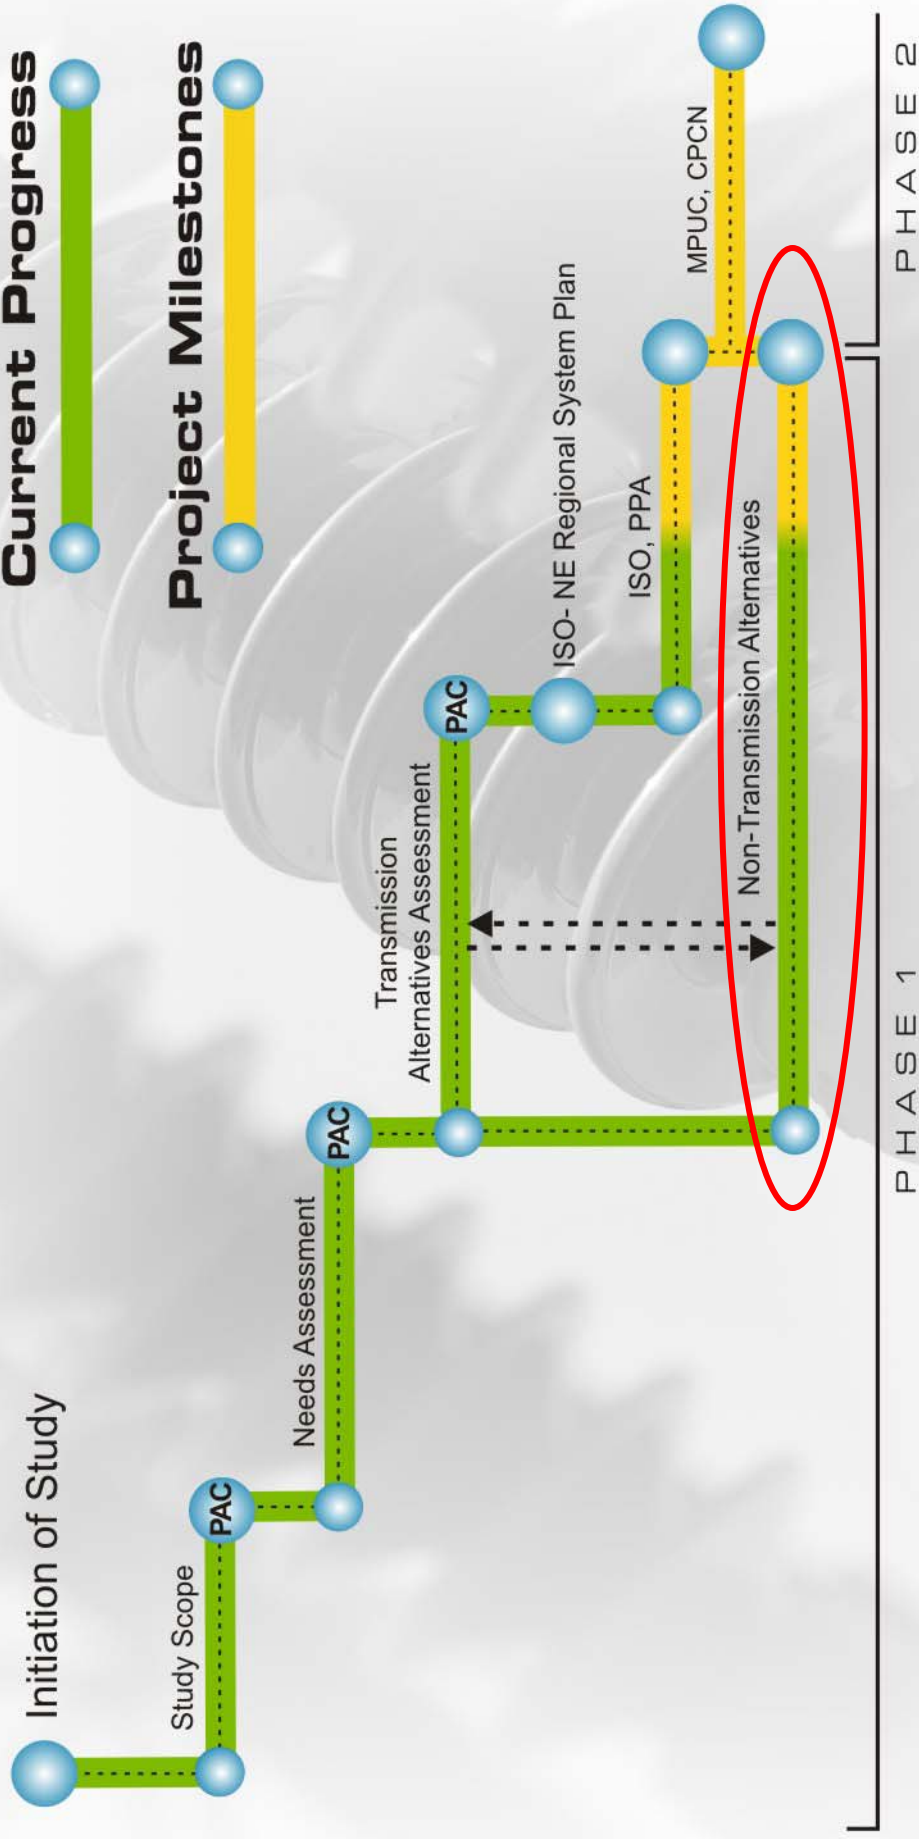 Current Progress
Project Milestones
Initiation of Study
Study Scope
PAC
Needs Assessment
PAC
Transmission
Alternatives Assessment
PAC
ISO- NE Regional System Plan
ISO, PPA
MPUC, CPCN
Non-Transmission Alternatives
PHASE 1
PHASE 2